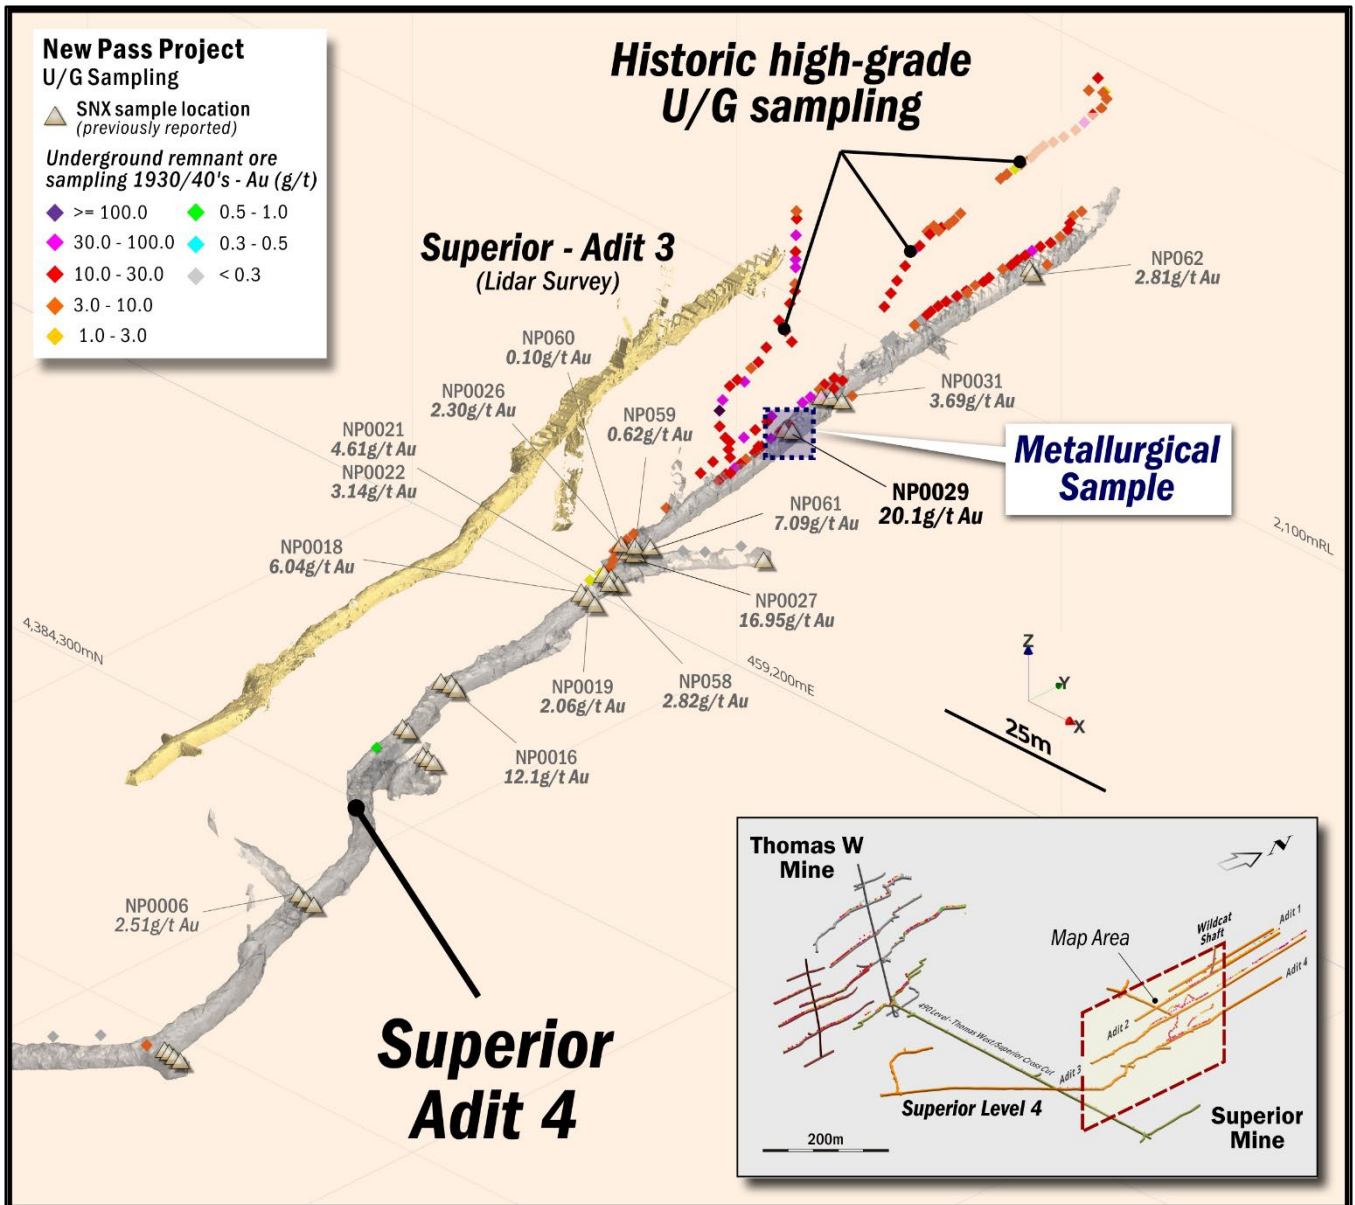 New Pass Project
U/G Sampling
SNX sample location
(previously reported)
Underground remnant ore
sampling 1930/40's - Au (g/t)
>= 100.0
0.5 - 1.0
30.0 - 100.0
0.3 - 0.5
10.0 - 30.0
< 0.3
3.0 - 10.0
1.0 - 3.0
Historic high-grade
U/G sampling
Superior - Adit 3
(Lidar Survey)
NP062
2.81g/t Au
NP060
0.10g/t Au
NP0026
2.30g/t Au
NP059
0.62g/t Au
NP0031
3.69g/t Au
NP0021
4.61g/t Au
NP0022
3.14g/t Au
Metallurgical
Sample
NP0029
20.1g/t Au
NP061
7.09g/t Au
2,100mRL
NP0018
6.04g/t Au
NP0027
16.95g/t Au
4,384,300mN
459,200mE
NP0019
2.06g/t Au
NP058
2.82g/t Au
Z
Y
X
25m
NP0016
12.1g/t Au
NP0006
2.51g/t Au
Superior
Adit 4
Thomas W
Mine
N
Map Area
Wildcat
Shaft
Adit 1
Adit 4
Adit 2
Adit 3
490 Level - Thomas West/Superior Cross Cut
Superior Level 4
Superior
Mine
200m